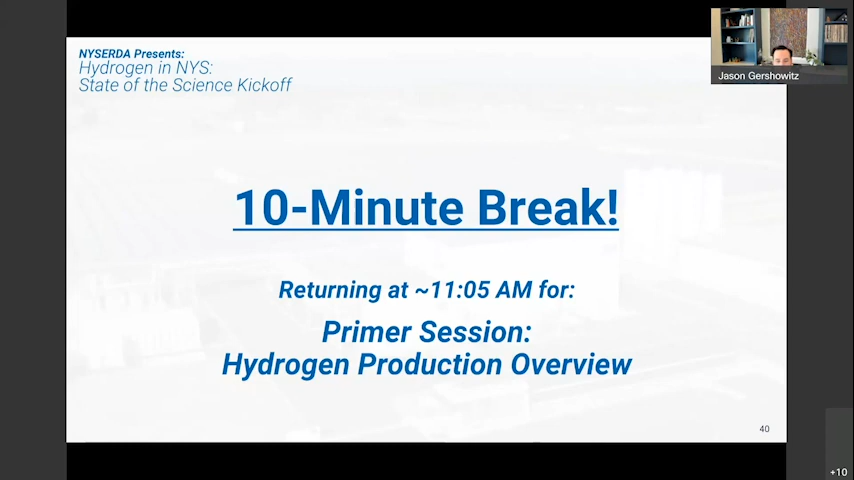 NYSERDA Presents:
Hydrogen in NYS:
State of the Science Kickoff
Jason Gershowitz
10-Minute Break!
Returning at ~11:05 AM for:
Primer Session:
Hydrogen Production Overview
40
+10